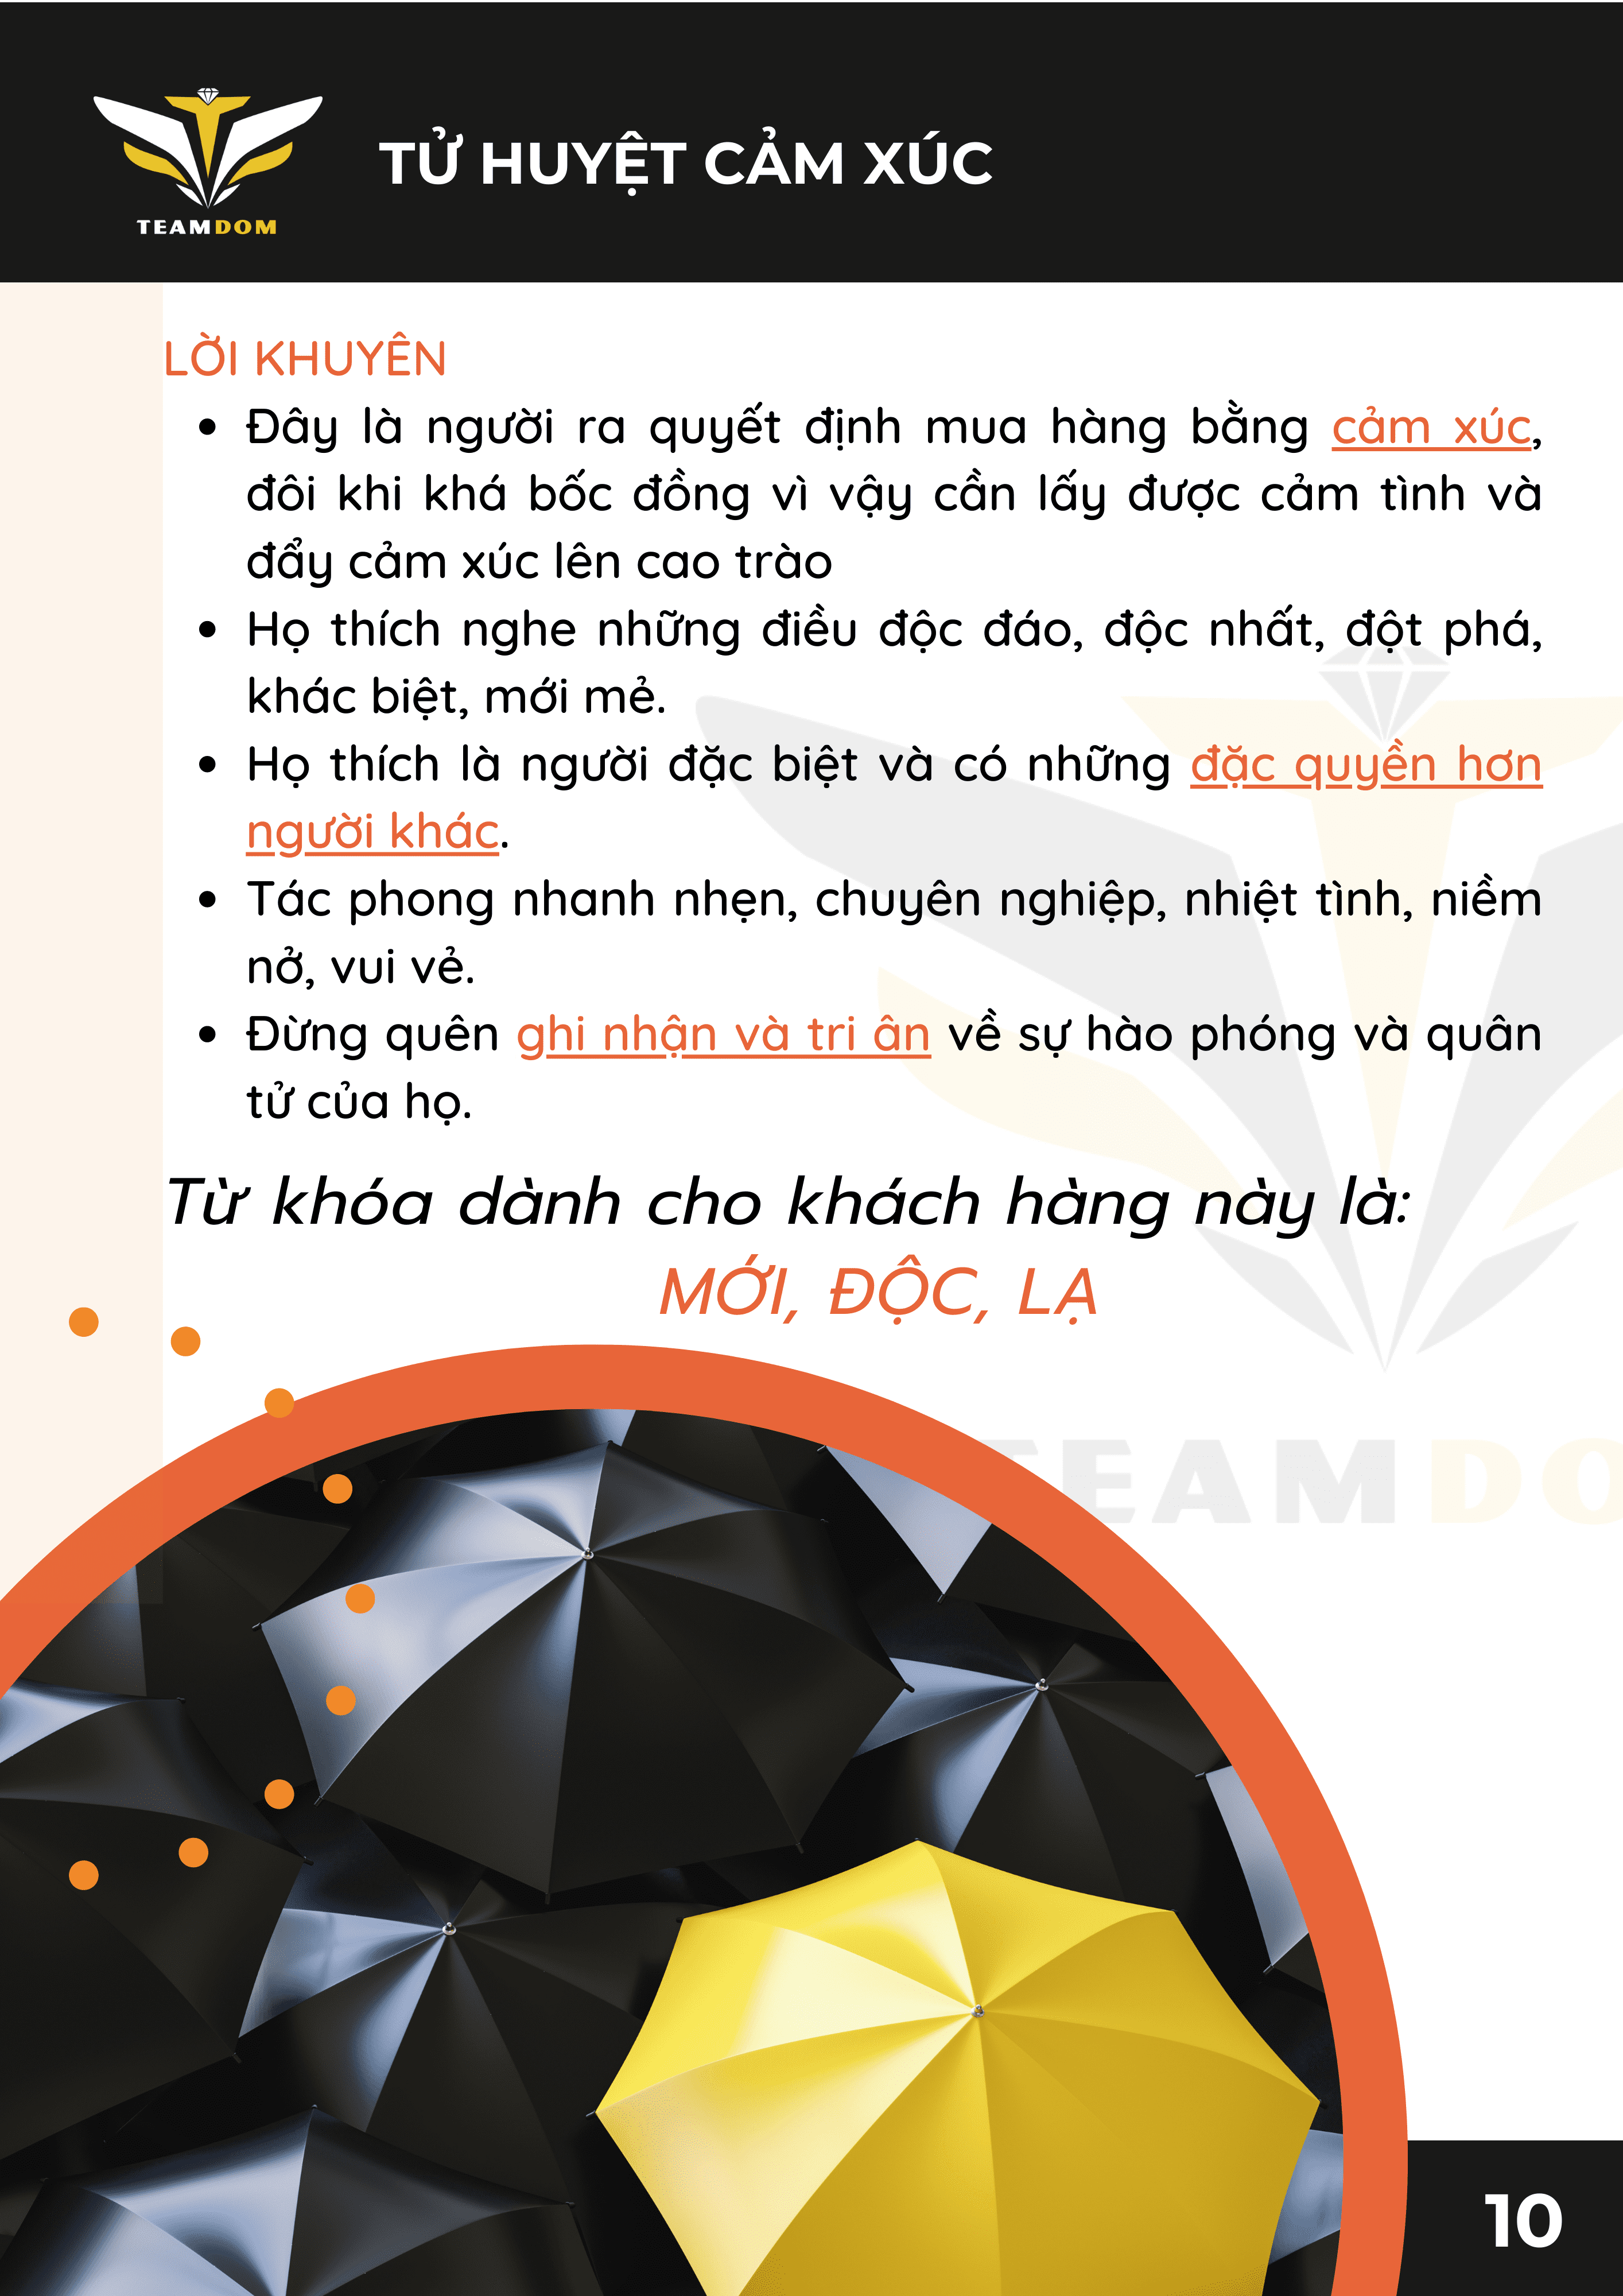 TEAMDOM
TỬ HUYỆT CẢM XÚC
LỜI KHUYÊN
• Đây là người ra quyết định mua hàng bằng cảm xúc,
đôi khi khá bốc đồng vì vậy cần lấy được cảm tình và
đẩy cảm xúc lên cao trào
• Họ thích nghe những điều độc đáo, độc nhất, đột phá,
khác biệt, mới mẻ.
• Họ thích là người đặc biệt và có những đặc quyền hơn
người khác.
• Tác phong nhanh nhẹn, chuyên nghiệp, nhiệt tình, niềm
nở, vui vẻ.
• Đừng quên ghi nhận và tri ân về sự hào phóng và quân
tử của họ.
Từ khóa dành cho khách hàng này là:
MỚI, ĐỘC, LẠ
TEAMDO
10